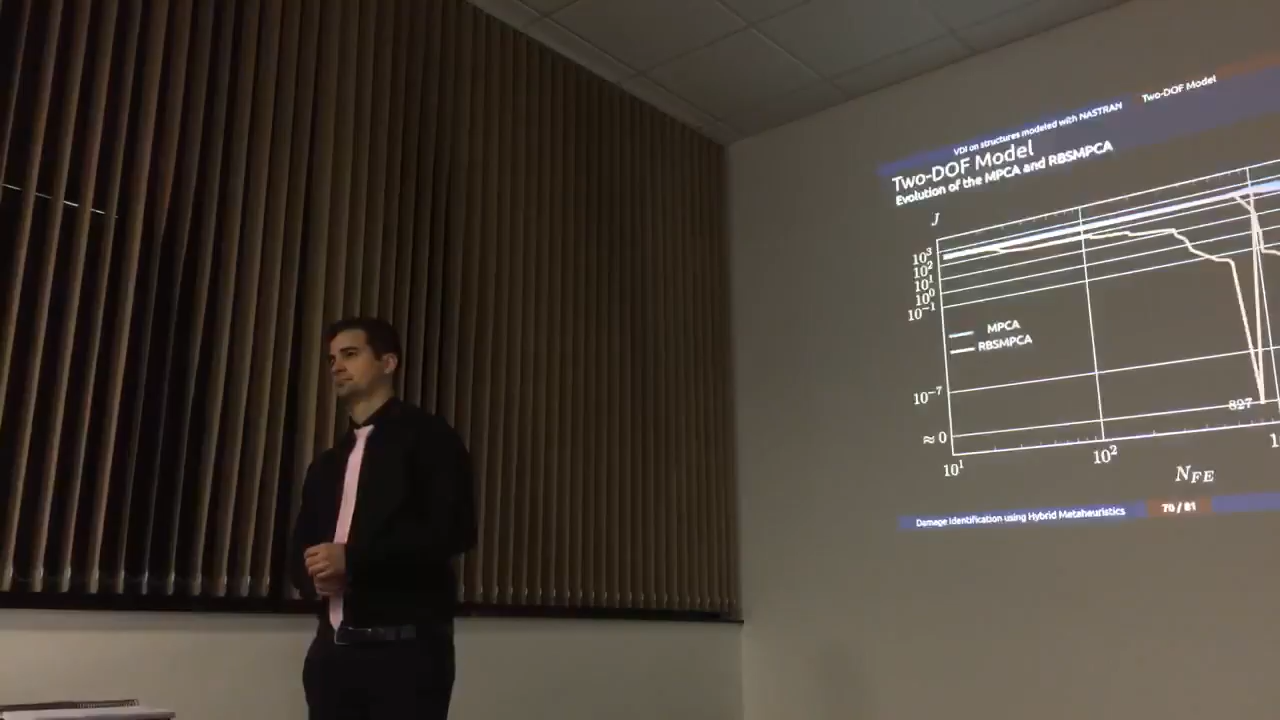 VDI on structures modeled with NASTRAN
Two-DOF Model
Two-DOF Model
Evolution of the MPCA and RBSMPCA
J
10³
10²
10¹
10⁰
10⁻¹
MPCA
RBSMPCA
10⁻⁷
827
≈ 0
10¹
10²
N_FE
Damage Identification using Hybrid Metaheuristics
70 / 81